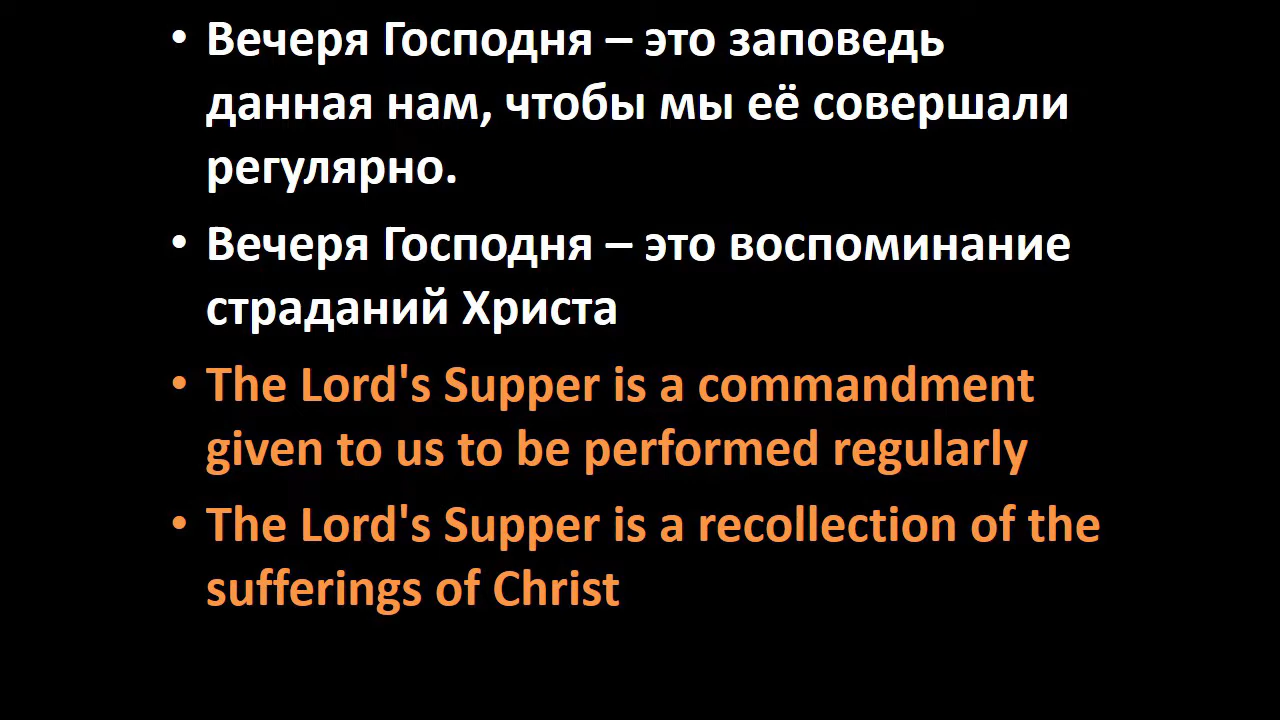 • Вечеря Господня – это заповедь
данная нам, чтобы мы её совершали
регулярно.
• Вечеря Господня – это воспоминание
страданий Христа
• The Lord's Supper is a commandment
given to us to be performed regularly
• The Lord's Supper is a recollection of the
sufferings of Christ